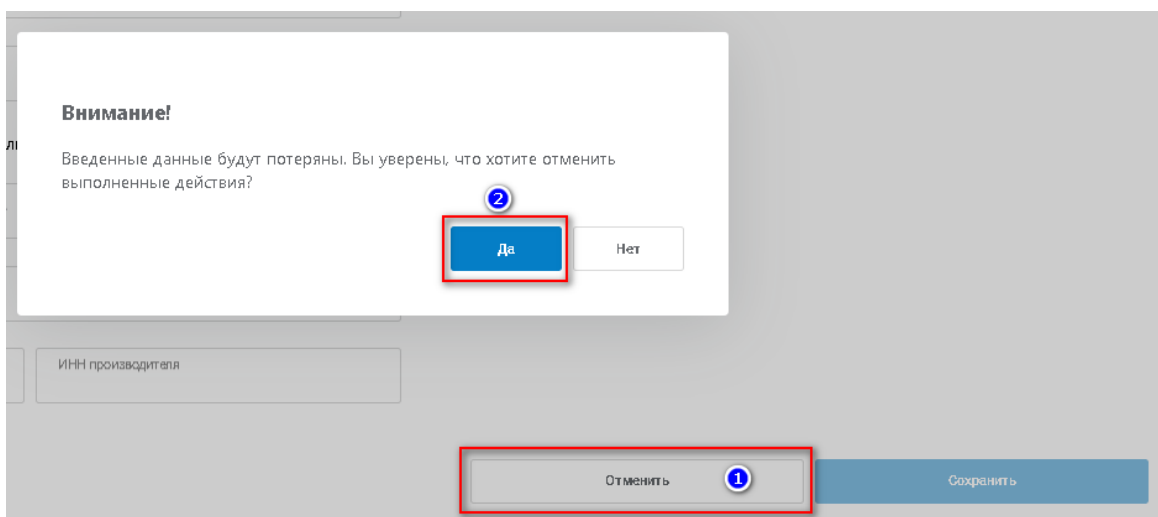 Внимание!
ли
Введенные данные будут потеряны. Вы уверены, что хотите отменить
выполненные действия?
2
Да
Нет
ИНН производителя
Отменить
1
Сохранить